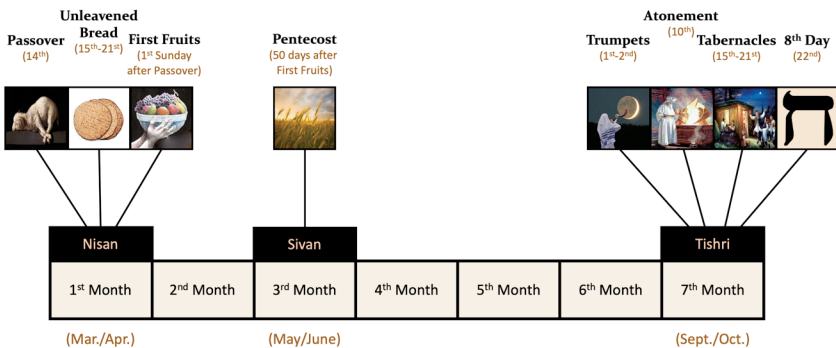 Passover
(14th)
Unleavened
Bread
(15th-21st)
First Fruits
(1st Sunday
after Passover)
Pentecost
(50 days after
First Fruits)
Trumpets
(1st-2nd)
Atonement
(10th)
Tabernacles
(15th-21st)
8th Day
(22nd)
ח
Nisan
Sivan
Tishri
1st Month
2nd Month
3rd Month
4th Month
5th Month
6th Month
7th Month
(Mar./Apr.)
(May/June)
(Sept./Oct.)